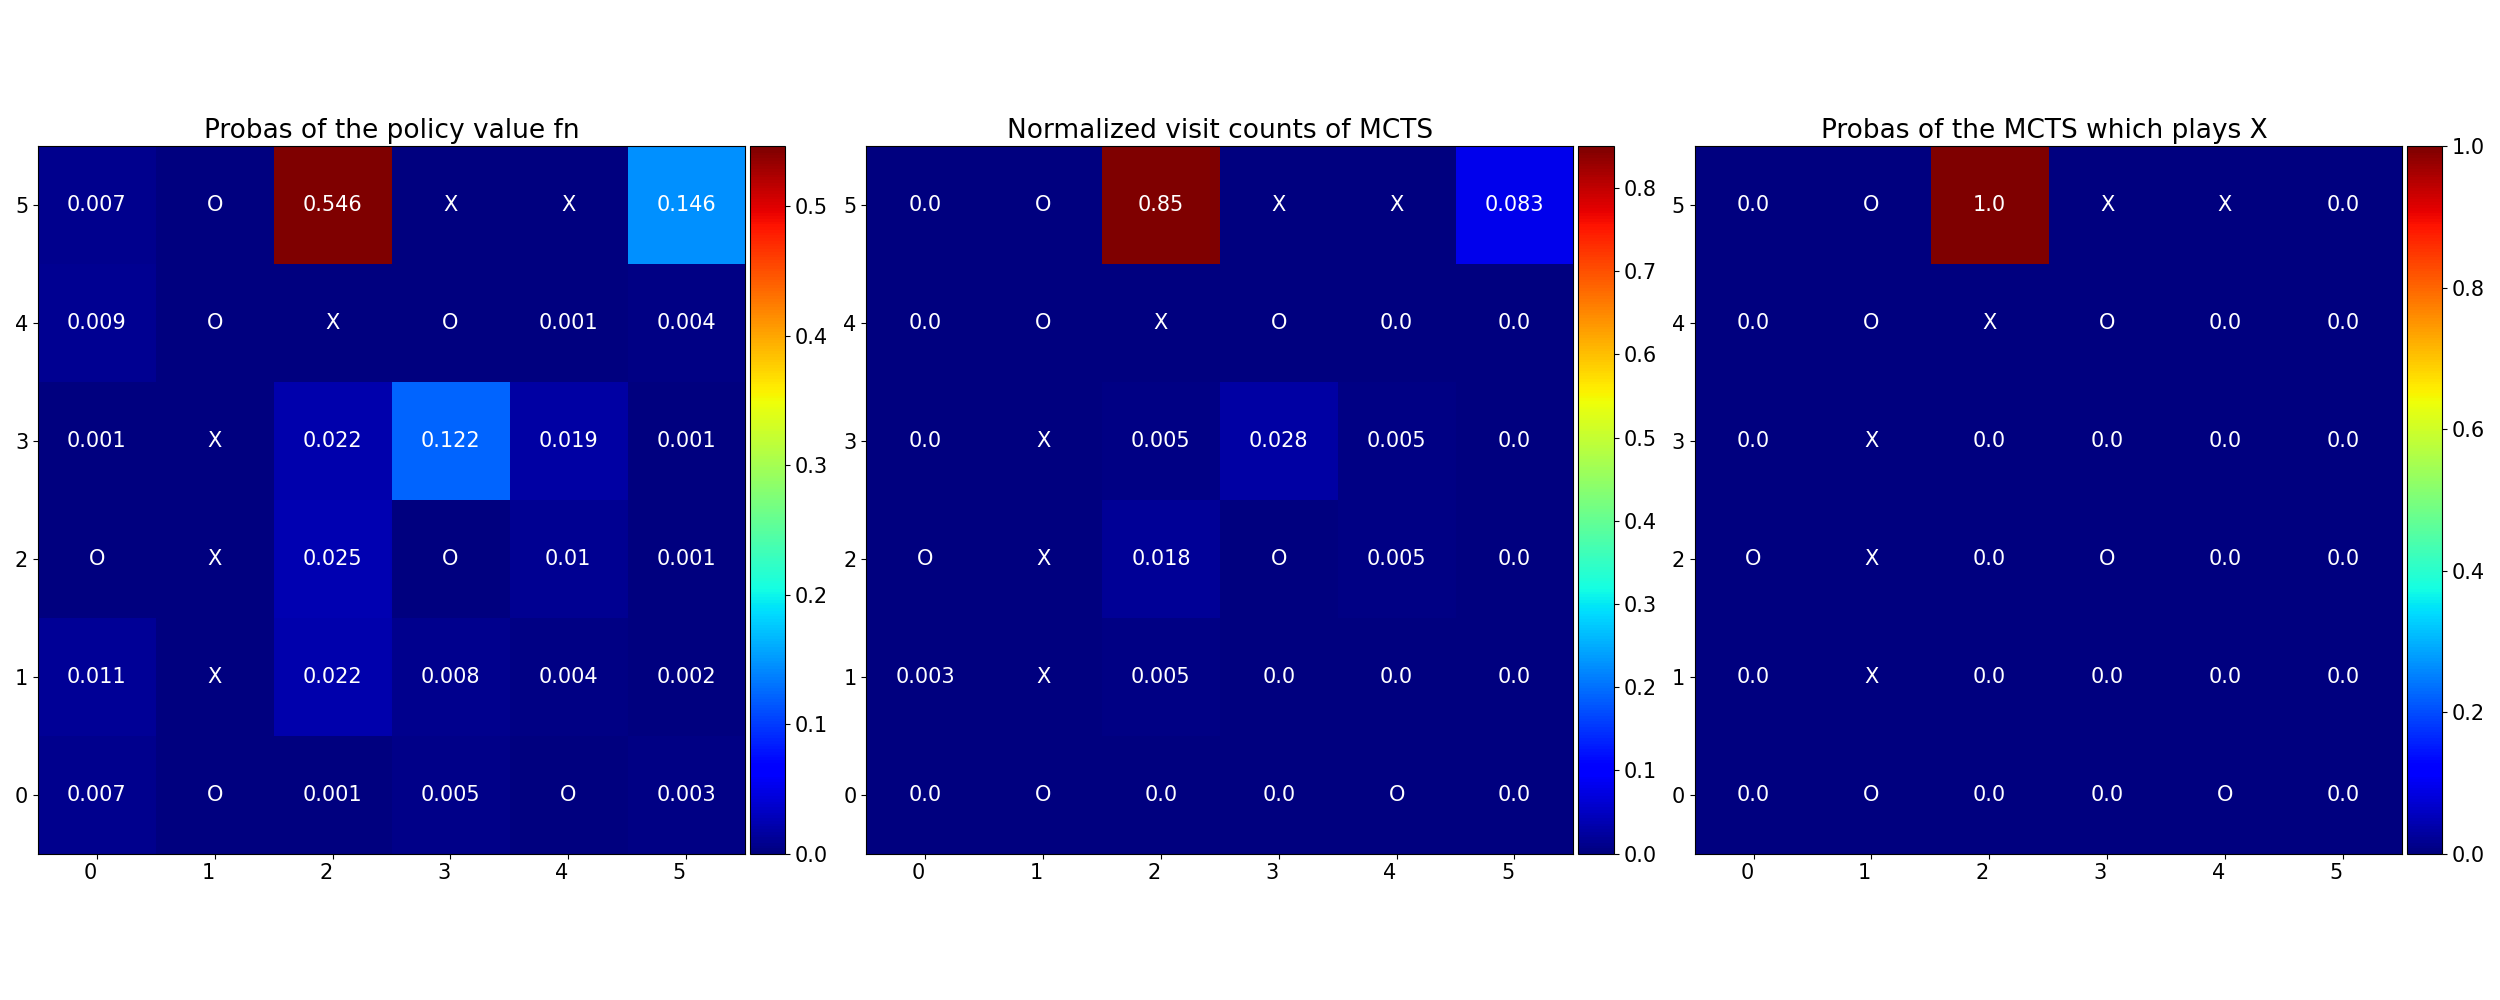 Probas of the policy value fn Normalized visit counts of MCTS Probas of the MCTS which plays X
5 0.007 O 0.546 X X 0.146
4 0.009 O X O 0.001 0.004
3 0.001 X 0.022 0.122 0.019 0.001
2 O X 0.025 O 0.01 0.001
1 0.011 X 0.022 0.008 0.004 0.002
0 0.007 O 0.001 0.005 O 0.003
0 1 2 3 4 5
0.5
0.4
0.3
0.2
0.1
0.0
5 0.0 O 0.85 X X 0.083
4 0.0 O X O 0.0 0.0
3 0.0 X 0.005 0.028 0.005 0.0
2 O X 0.018 O 0.005 0.0
1 0.003 X 0.005 0.0 0.0 0.0
0 0.0 O 0.0 0.0 O 0.0
0 1 2 3 4 5
0.8
0.7
0.6
0.5
0.4
0.3
0.2
0.1
0.0
5 0.0 O 1.0 X X 0.0
4 0.0 O X O 0.0 0.0
3 0.0 X 0.0 0.0 0.0 0.0
2 O X 0.0 O 0.0 0.0
1 0.0 X 0.0 0.0 0.0 0.0
0 0.0 O 0.0 0.0 O 0.0
0 1 2 3 4 5
1.0
0.8
0.6
0.4
0.2
0.0